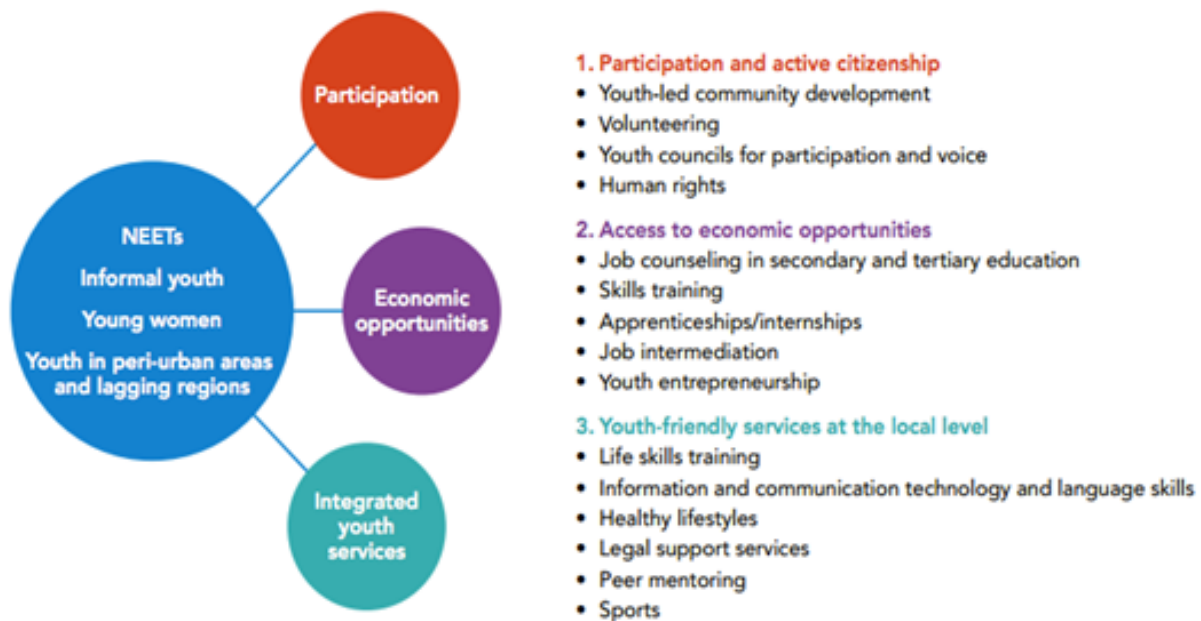 Participation
NEETs
Informal youth
Young women
Youth in peri-urban areas
and lagging regions
Economic
opportunities
Integrated
youth
services
1. Participation and active citizenship
• Youth-led community development
• Volunteering
• Youth councils for participation and voice
• Human rights
2. Access to economic opportunities
• Job counseling in secondary and tertiary education
• Skills training
• Apprenticeships/internships
• Job intermediation
• Youth entrepreneurship
3. Youth-friendly services at the local level
• Life skills training
• Information and communication technology and language skills
• Healthy lifestyles
• Legal support services
• Peer mentoring
• Sports